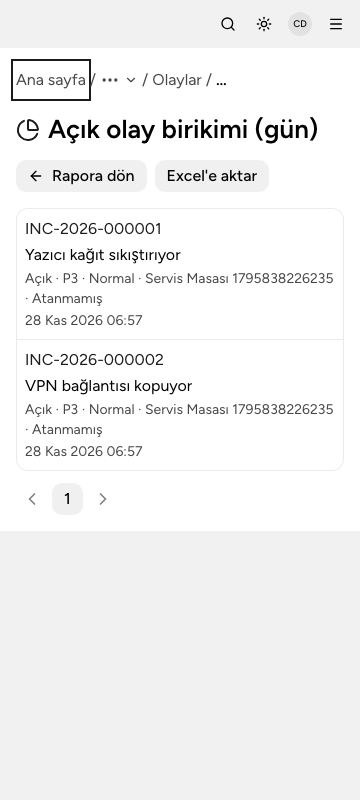 CD
Ana sayfa / ••• / Olaylar / ...
Açık olay birikimi (gün)
Rapora dön Excel'e aktar
INC-2026-000001
Yazıcı kağıt sıkıştırıyor
Açık · P3 · Normal · Servis Masası 1795838226235
· Atanmamış
28 Kas 2026 06:57
INC-2026-000002
VPN bağlantısı kopuyor
Açık · P3 · Normal · Servis Masası 1795838226235
· Atanmamış
28 Kas 2026 06:57
1